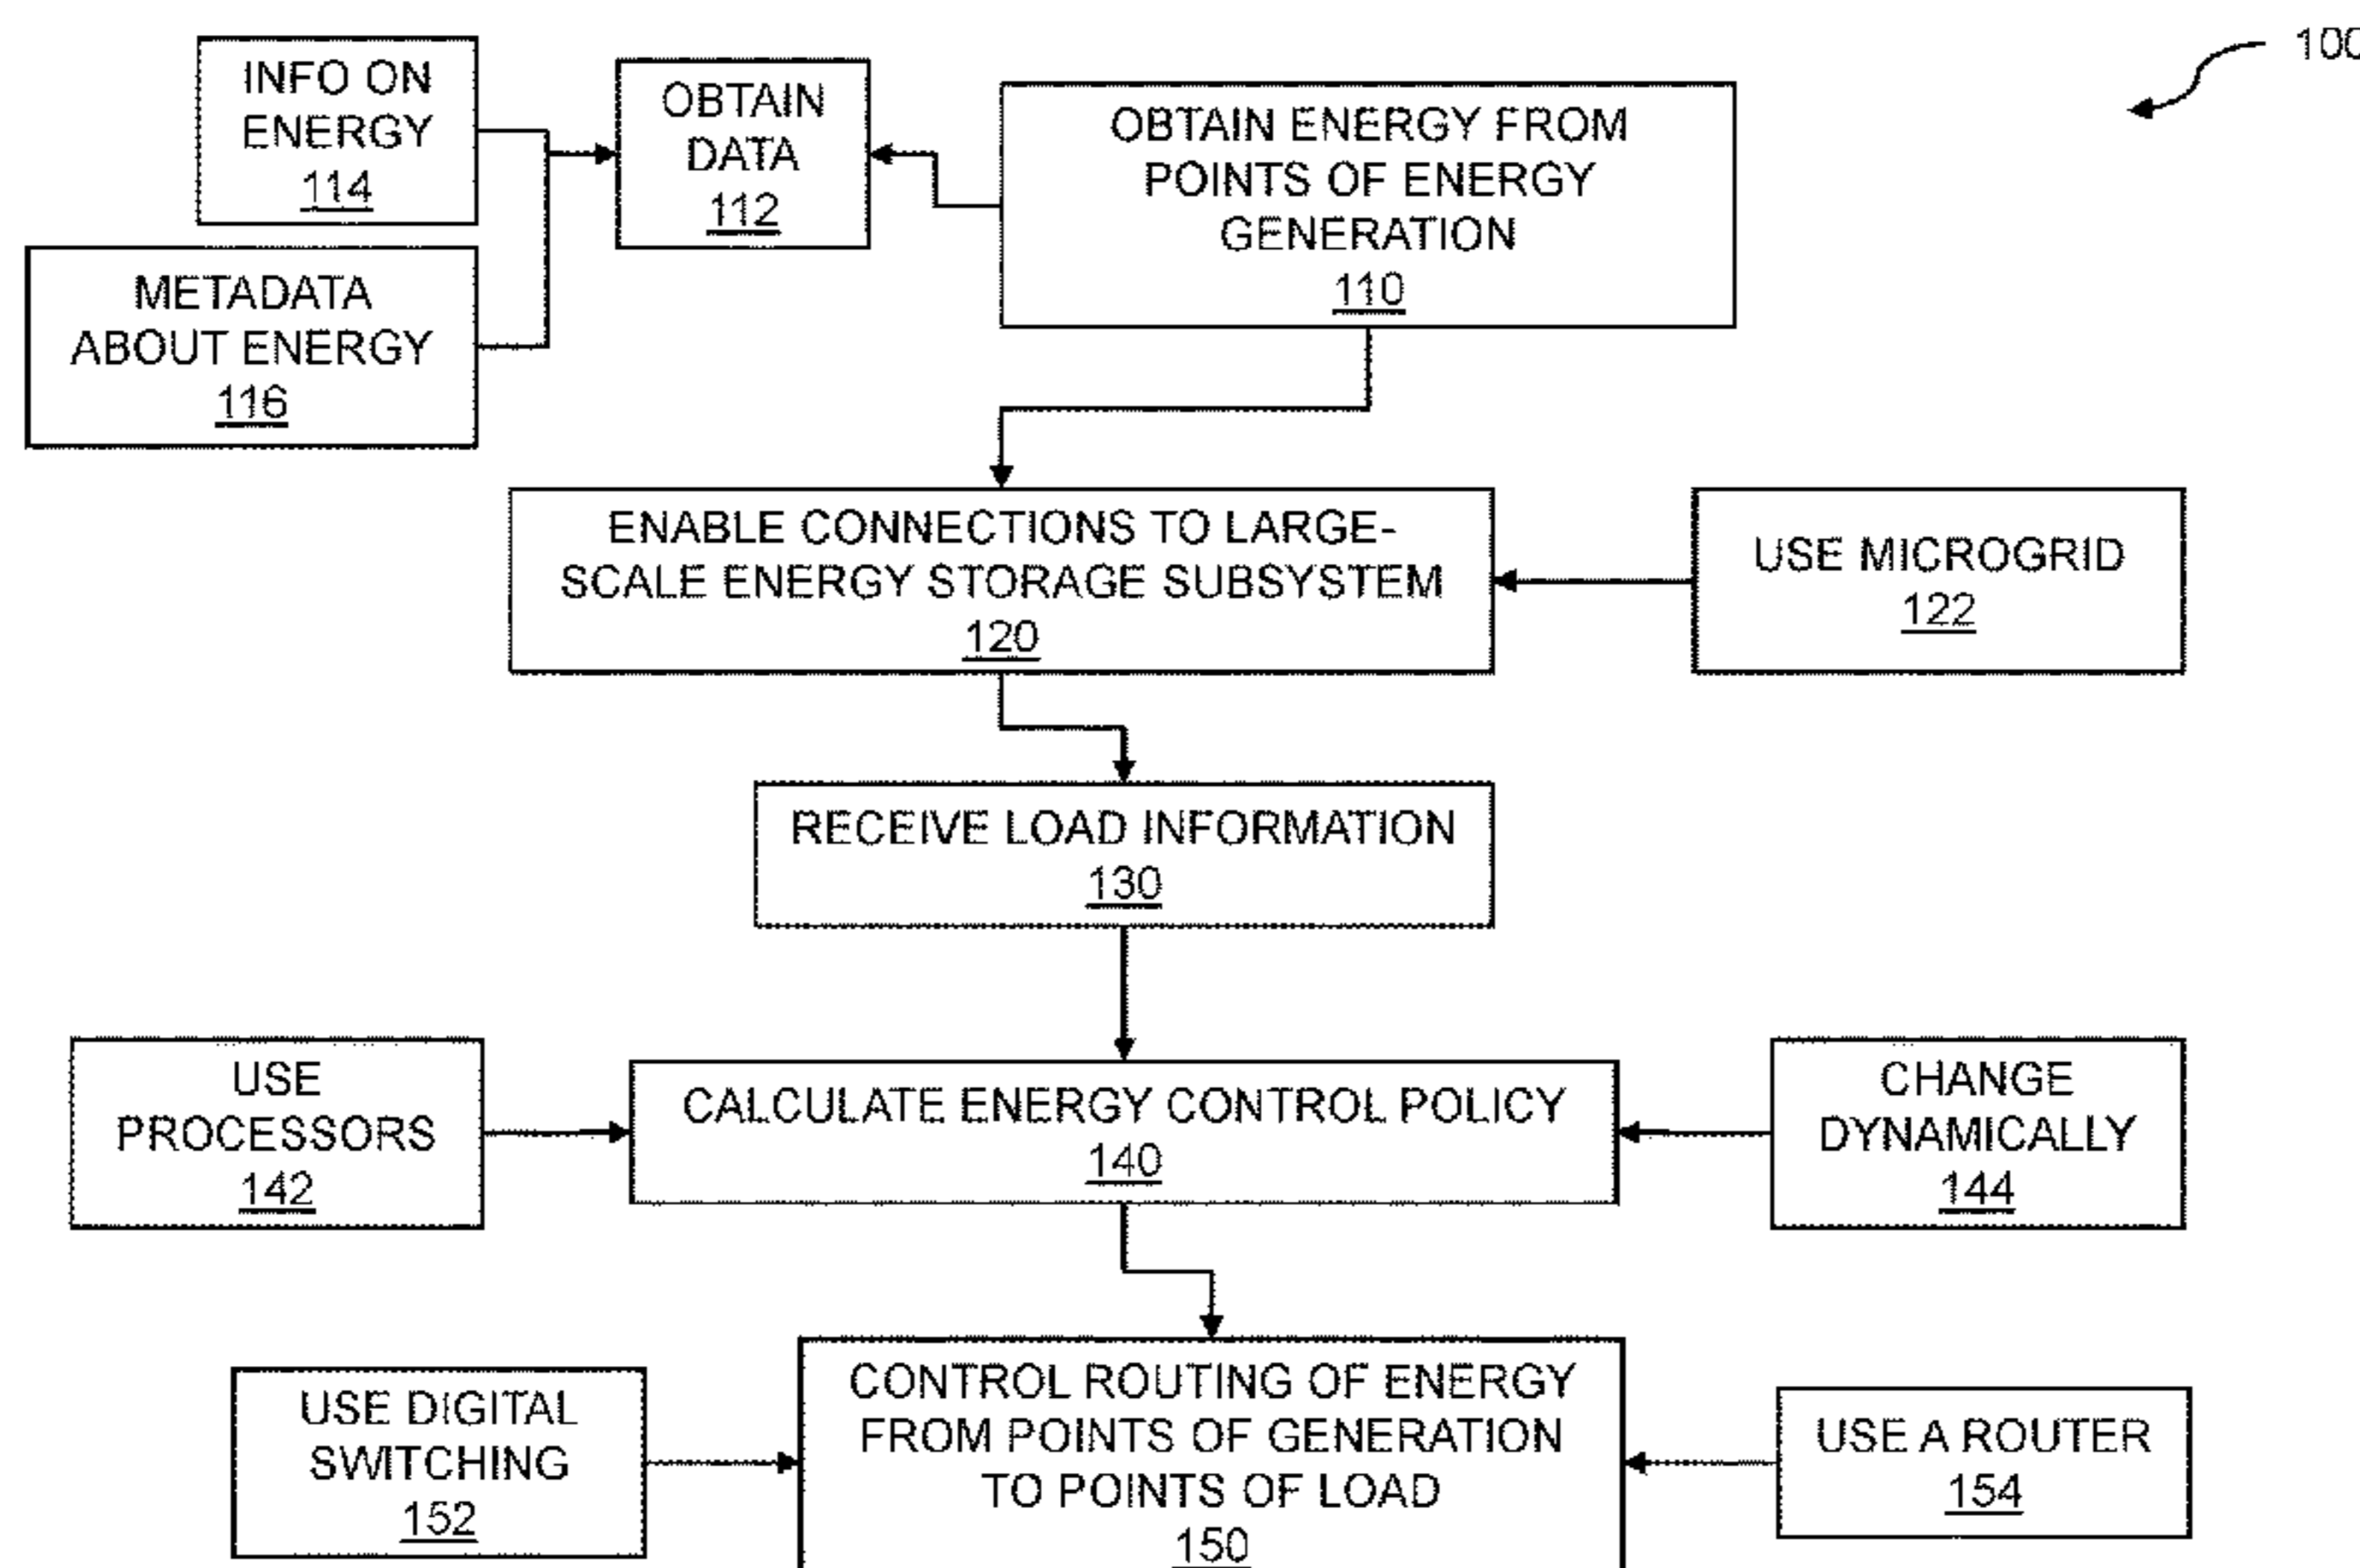 100
INFO ON
ENERGY
114
OBTAIN
DATA
112
OBTAIN ENERGY FROM
POINTS OF ENERGY
GENERATION
110
METADATA
ABOUT ENERGY
116
ENABLE CONNECTIONS TO LARGE-
SCALE ENERGY STORAGE SUBSYSTEM
120
USE MICROGRID
122
RECEIVE LOAD INFORMATION
130
USE
PROCESSORS
142
CALCULATE ENERGY CONTROL POLICY
140
CHANGE
DYNAMICALLY
144
USE DIGITAL
SWITCHING
152
CONTROL ROUTING OF ENERGY
FROM POINTS OF GENERATION
TO POINTS OF LOAD
150
USE A ROUTER
154